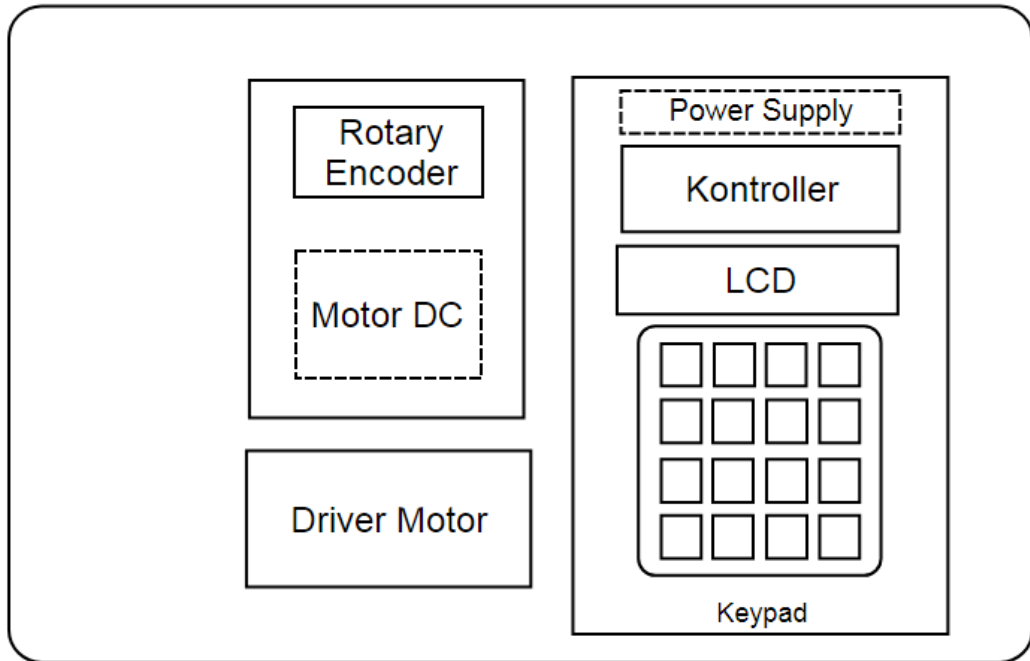 Rotary
Encoder
Motor DC
Driver Motor
Power Supply
Kontroller
LCD
Keypad